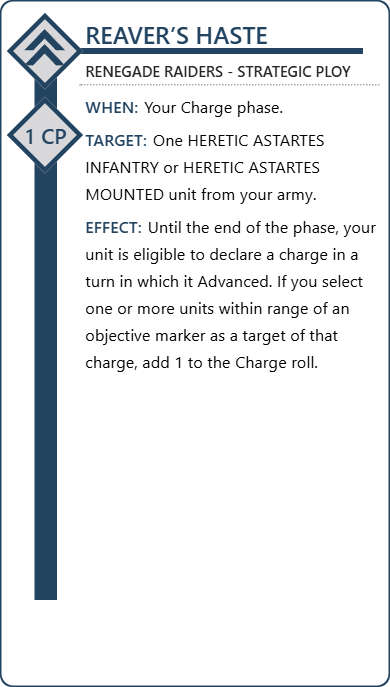 REAVER’S HASTE
RENEGADE RAIDERS - STRATEGIC PLOY
1 CP
WHEN: Your Charge phase.
TARGET: One HERETIC ASTARTES
INFANTRY or HERETIC ASTARTES
MOUNTED unit from your army.
EFFECT: Until the end of the phase, your
unit is eligible to declare a charge in a
turn in which it Advanced. If you select
one or more units within range of an
objective marker as a target of that
charge, add 1 to the Charge roll.